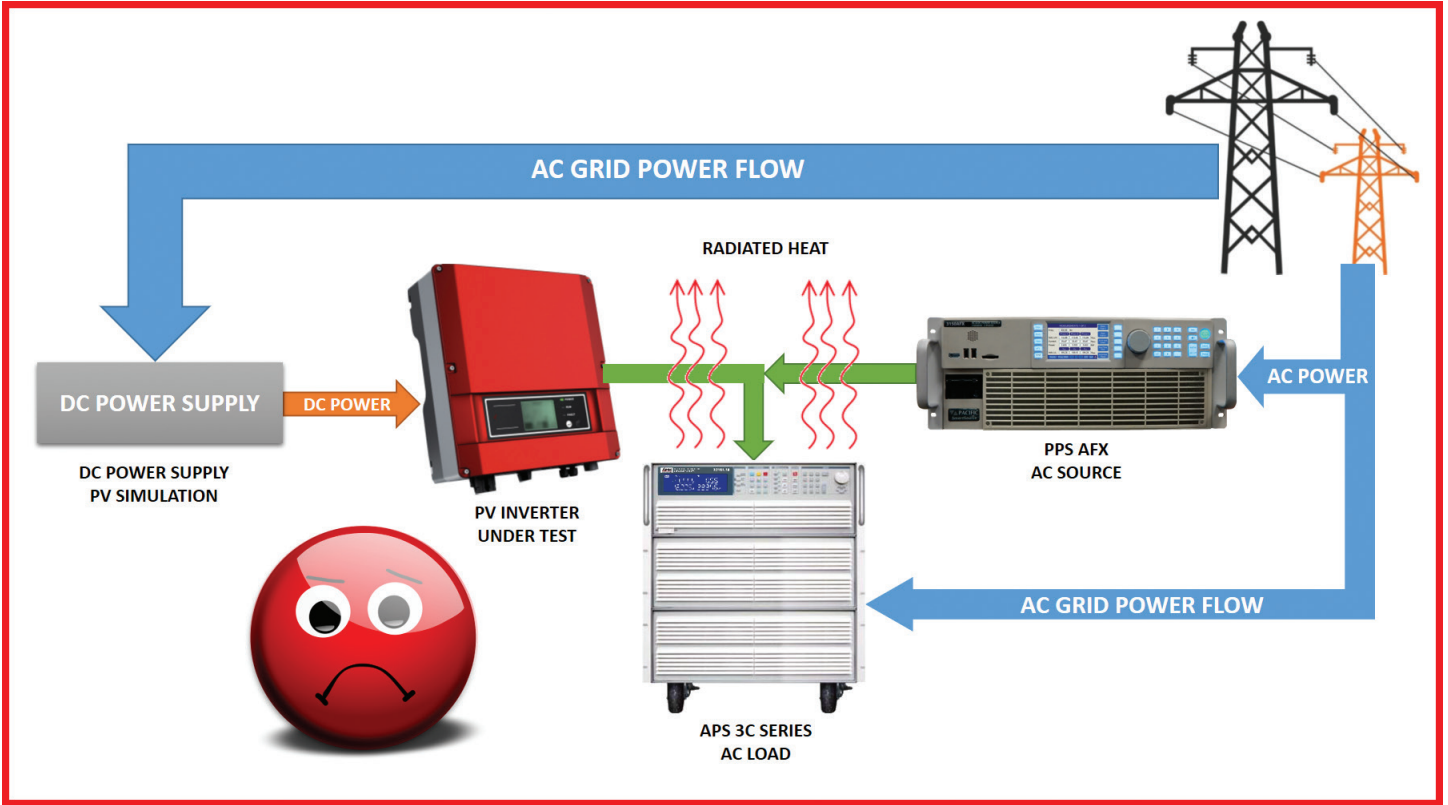 AC GRID POWER FLOW
RADIATED HEAT
DC POWER SUPPLY
DC POWER
AC POWER
DC POWER SUPPLY
PV SIMULATION
PV INVERTER
UNDER TEST
PPS AFX
AC SOURCE
PACIFIC
AC GRID POWER FLOW
APS 3C SERIES
AC LOAD